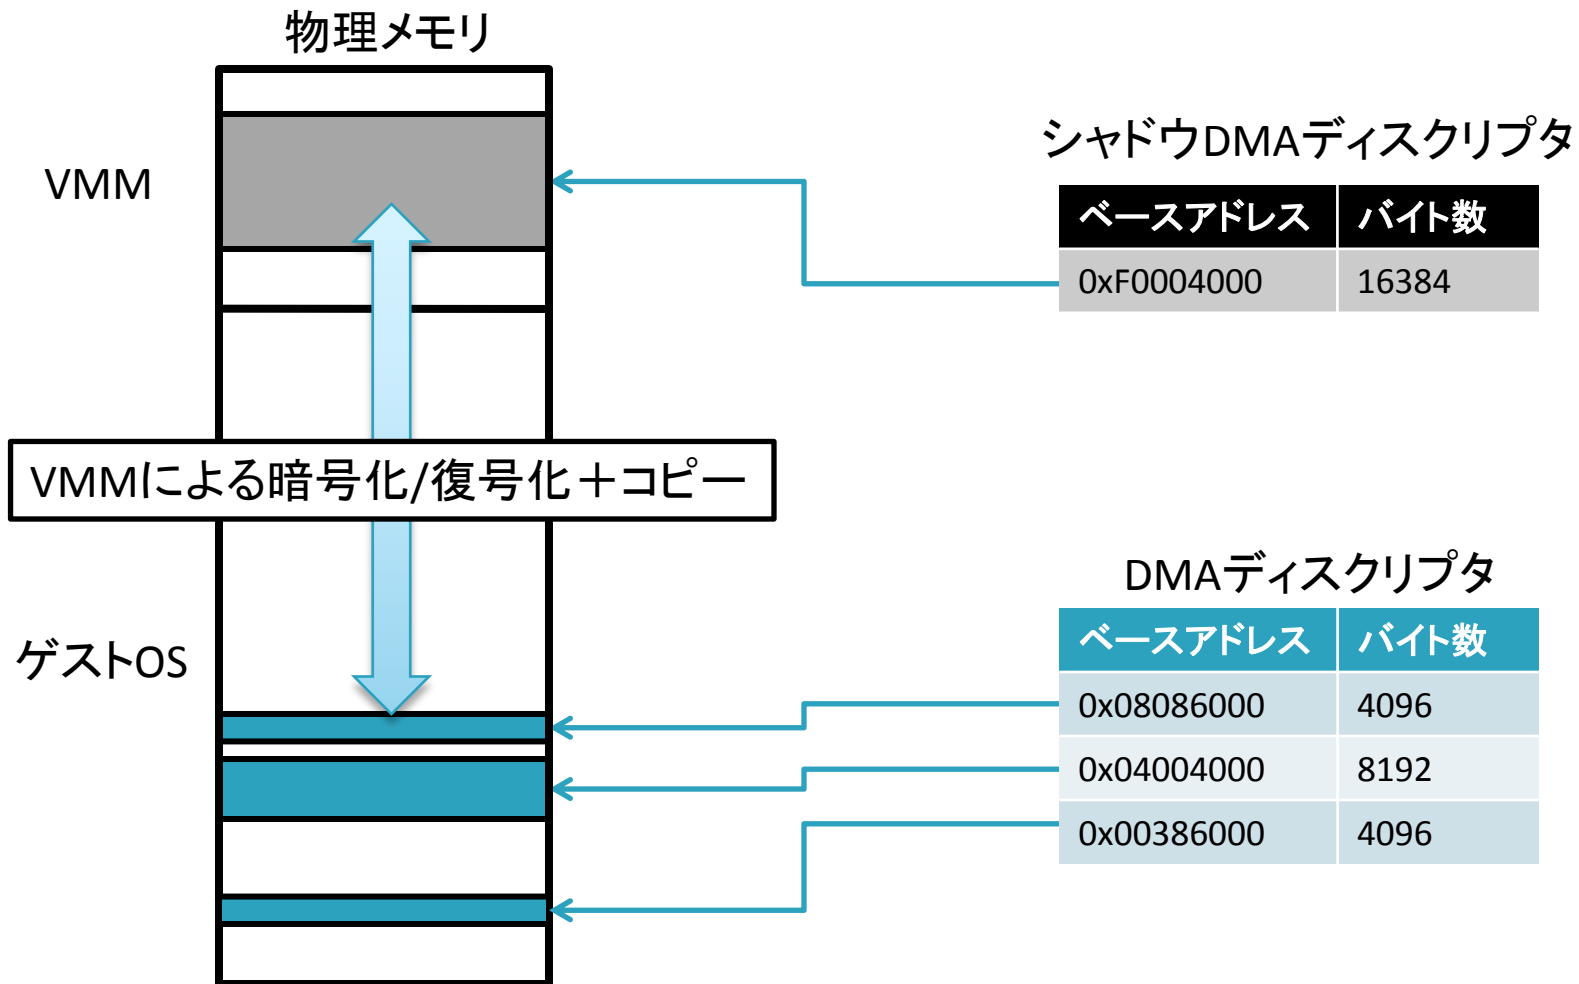 物理メモリ
VMM
シャドウDMAディスクリプタ
ベースアドレス バイト数
0xF0004000 16384
VMMによる暗号化/復号化＋コピー
ゲストOS
DMAディスクリプタ
ベースアドレス バイト数
0x08086000 4096
0x04004000 8192
0x00386000 4096